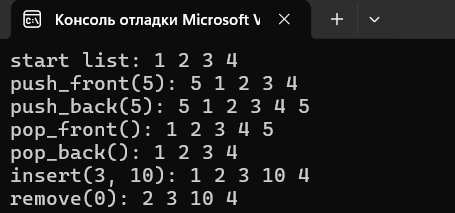 Консоль отладки Microsoft V
start list: 1 2 3 4
push_front(5): 5 1 2 3 4
push_back(5): 5 1 2 3 4 5
pop_front(): 1 2 3 4 5
pop_back(): 1 2 3 4
insert(3, 10): 1 2 3 10 4
remove(0): 2 3 10 4